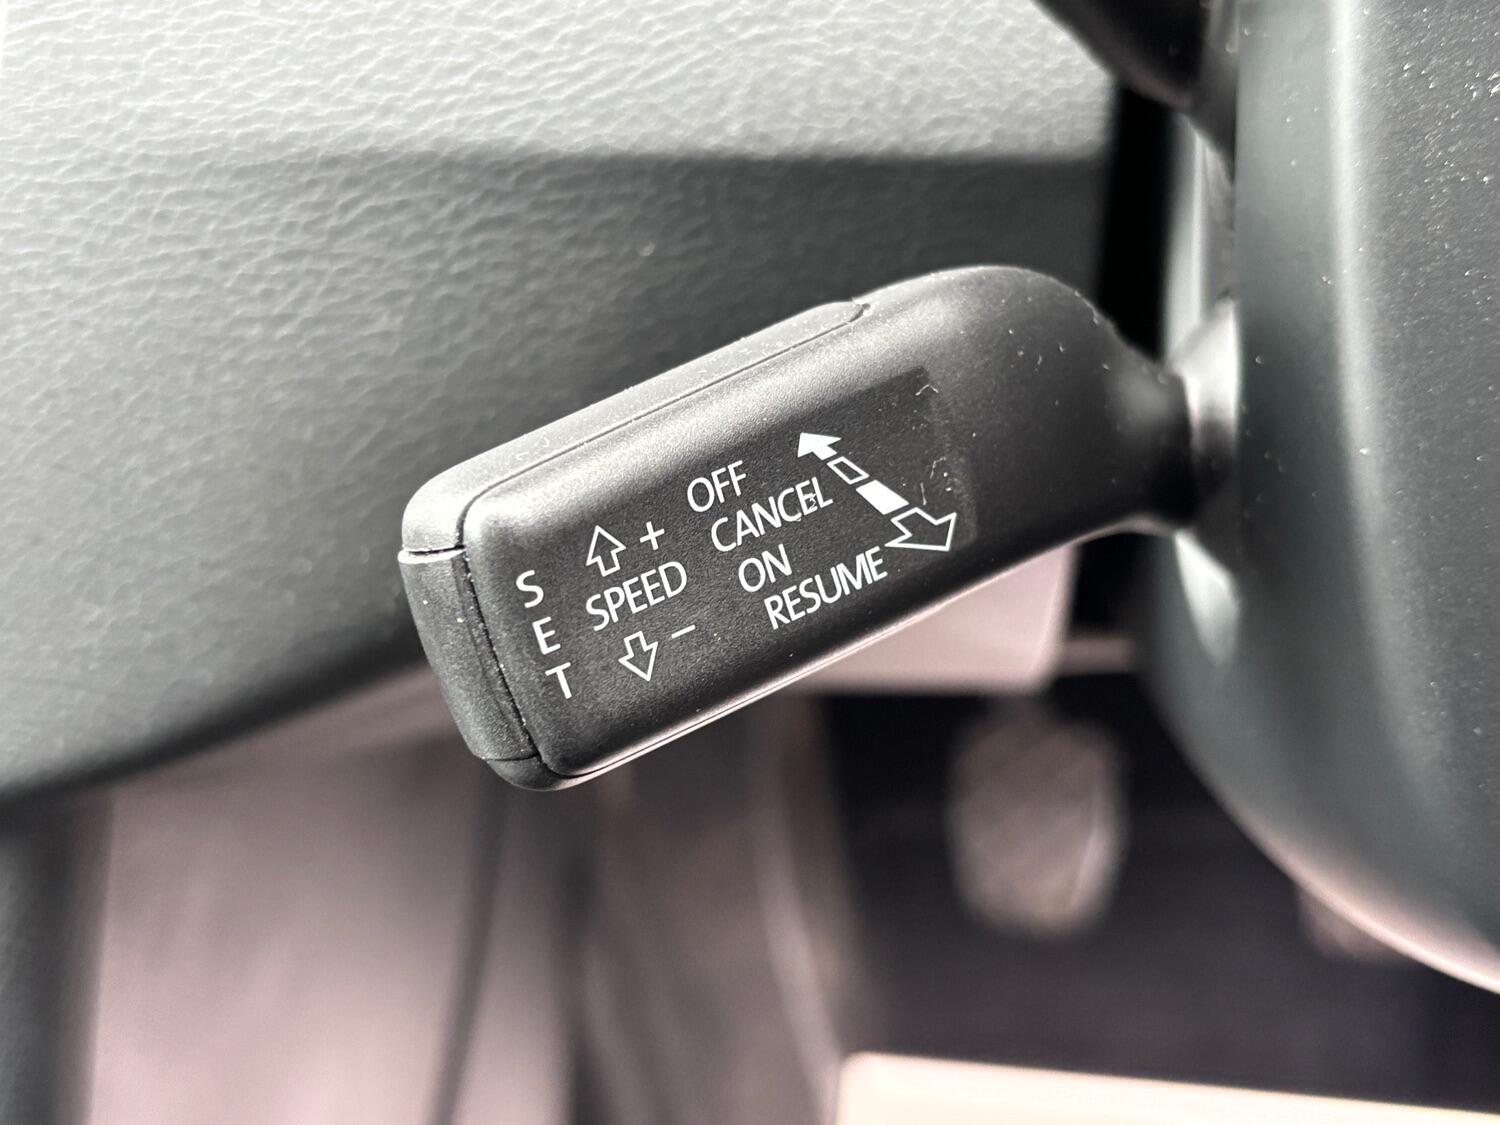 S
E
T
+
SPEED
−
OFF
CANCEL
ON
RESUME